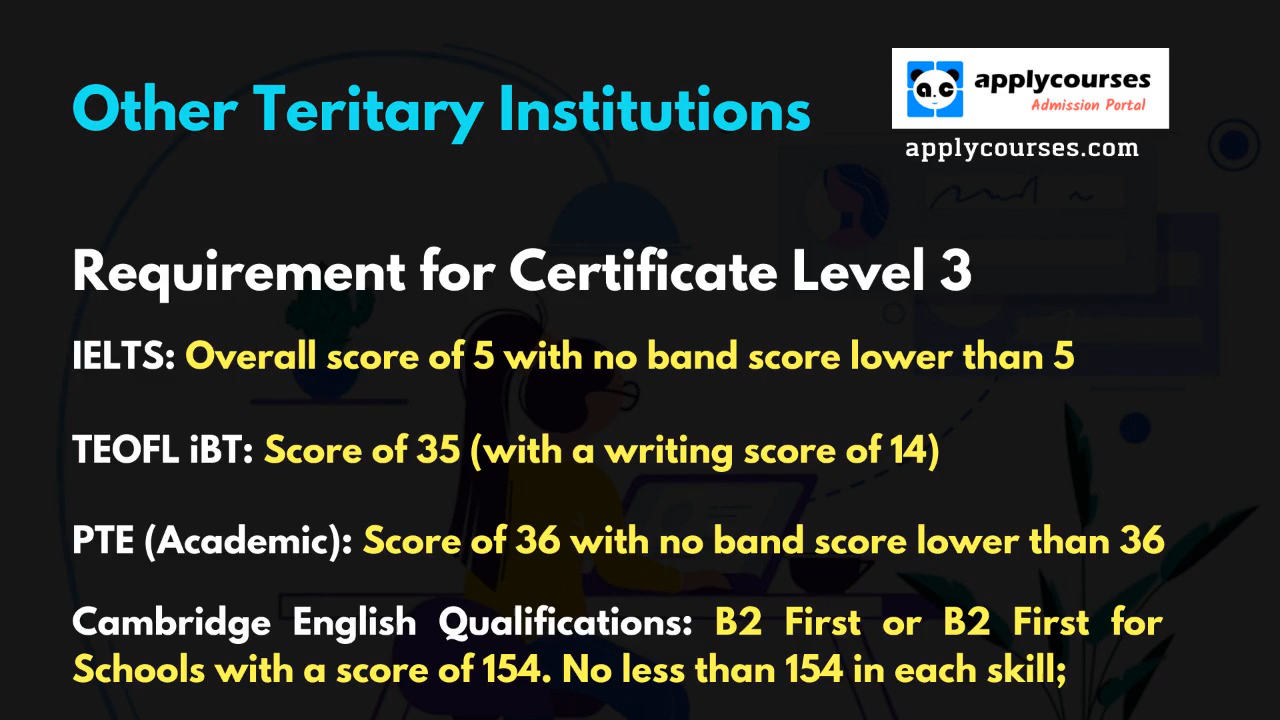 Other Teritary Institutions
a.c applycourses
Admission Portal
applycourses.com
Requirement for Certificate Level 3
IELTS: Overall score of 5 with no band score lower than 5
TEOFL iBT: Score of 35 (with a writing score of 14)
PTE (Academic): Score of 36 with no band score lower than 36
Cambridge English Qualifications: B2 First or B2 First for
Schools with a score of 154. No less than 154 in each skill;